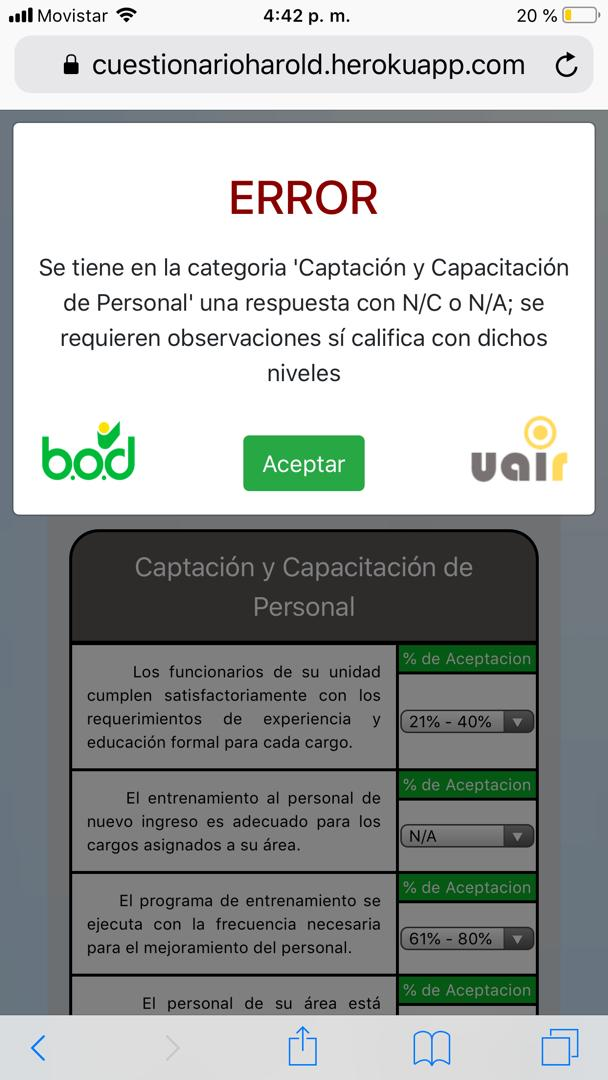 Movistar
4:42 p. m.
20 %
cuestionarioharold.herokuapp.com
ERROR
Se tiene en la categoria 'Captación y Capacitación
de Personal' una respuesta con N/C o N/A; se
requieren observaciones sí califica con dichos
niveles
b.o.d
Aceptar
uair
Captación y Capacitación de
Personal
% de Aceptacion
Los funcionarios de su unidad
cumplen satisfactoriamente con los
requerimientos de experiencia y
educación formal para cada cargo.
21% - 40%
% de Aceptacion
El entrenamiento al personal de
nuevo ingreso es adecuado para los
cargos asignados a su área.
N/A
% de Aceptacion
El programa de entrenamiento se
ejecuta con la frecuencia necesaria
para el mejoramiento del personal.
61% - 80%
% de Aceptacion
El personal de su área está